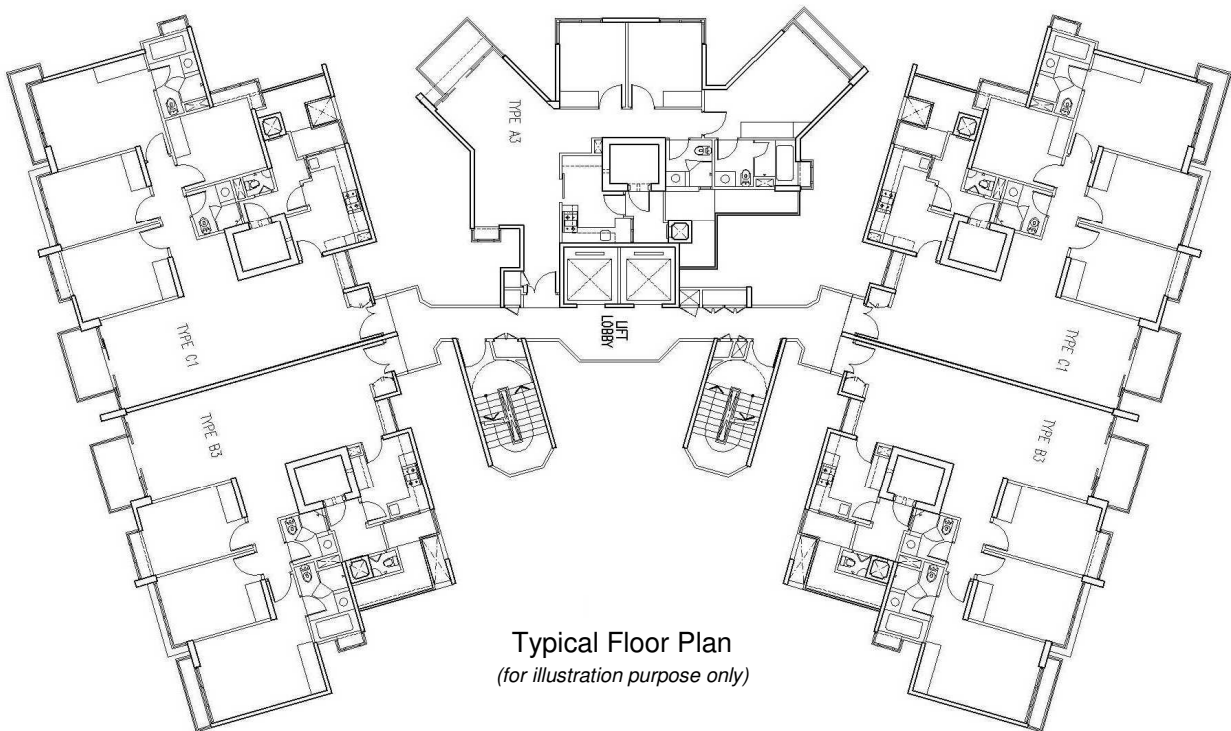 TYPE A3
TYPE C1
TYPE C1
LIFT
LOBBY
TYPE B3
TYPE B3
Typical Floor Plan
(for illustration purpose only)